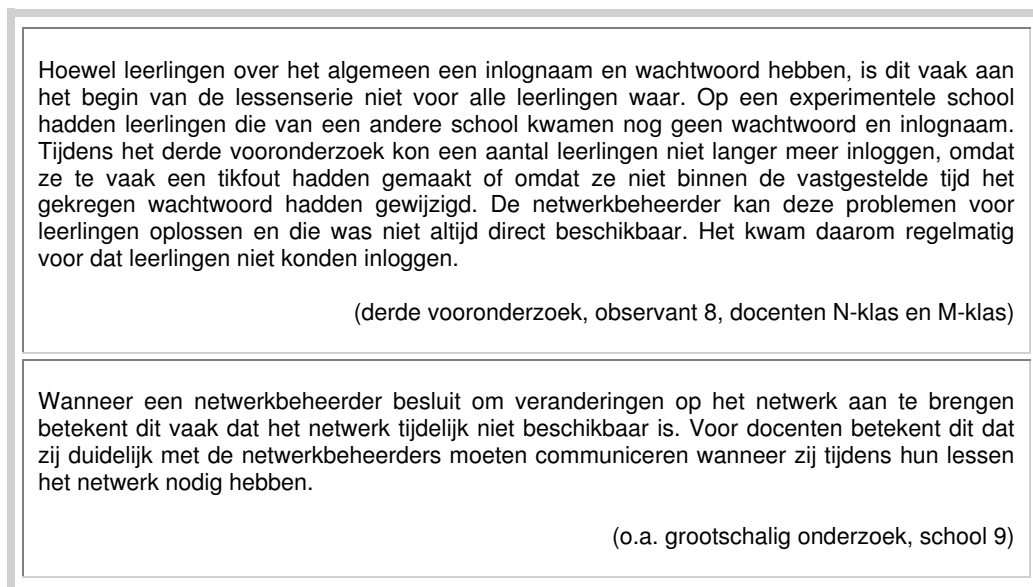 Hoewel leerlingen over het algemeen een inlognaam en wachtwoord hebben, is dit vaak aan
het begin van de lessenserie niet voor alle leerlingen waar. Op een experimentele school
hadden leerlingen die van een andere school kwamen nog geen wachtwoord en inlognaam.
Tijdens het derde vooronderzoek kon een aantal leerlingen niet langer meer inloggen, omdat
ze te vaak een tikfout hadden gemaakt of omdat ze niet binnen de vastgestelde tijd het
gekregen wachtwoord hadden gewijzigd. De netwerkbeheerder kan deze problemen voor
leerlingen oplossen en die was niet altijd direct beschikbaar. Het kwam daarom regelmatig
voor dat leerlingen niet konden inloggen.
(derde vooronderzoek, observant 8, docenten N-klas en M-klas)
Wanneer een netwerkbeheerder besluit om veranderingen op het netwerk aan te brengen
betekent dit vaak dat het netwerk tijdelijk niet beschikbaar is. Voor docenten betekent dit dat
zij duidelijk met de netwerkbeheerders moeten communiceren wanneer zij tijdens hun lessen
het netwerk nodig hebben.
(o.a. grootschalig onderzoek, school 9)